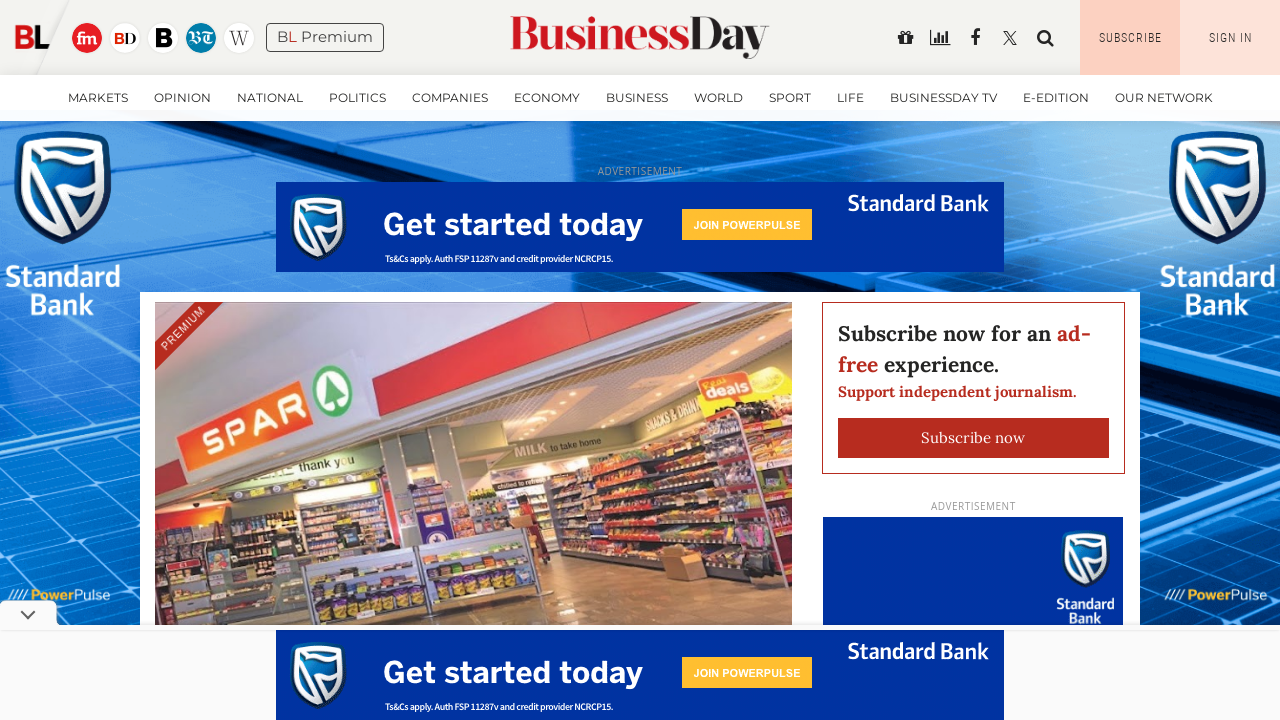 BL
fm
BD
B
BT
W
BL Premium
BusinessDay
SUBSCRIBE
SIGN IN
MARKETS
OPINION
NATIONAL
POLITICS
COMPANIES
ECONOMY
BUSINESS
WORLD
SPORT
LIFE
BUSINESSDAY TV
E-EDITION
OUR NETWORK
Standard
Bank
PowerPulse
ADVERTISEMENT
Get started today
Ts&Cs apply. Auth FSP 11287v and credit provider NCRCP15.
JOIN POWERPULSE
Standard Bank
Standard
Bank
PowerPulse
PREMIUM
SPAR
thank you
MILK to take home
chilled to refresh
SNACKS & DRINKS
Real
deals
Subscribe now for an ad-
free experience.
Support independent journalism.
Subscribe now
ADVERTISEMENT
Standard
Bank
Get started today
Ts&Cs apply. Auth FSP 11287v and credit provider NCRCP15.
JOIN POWERPULSE
Standard Bank